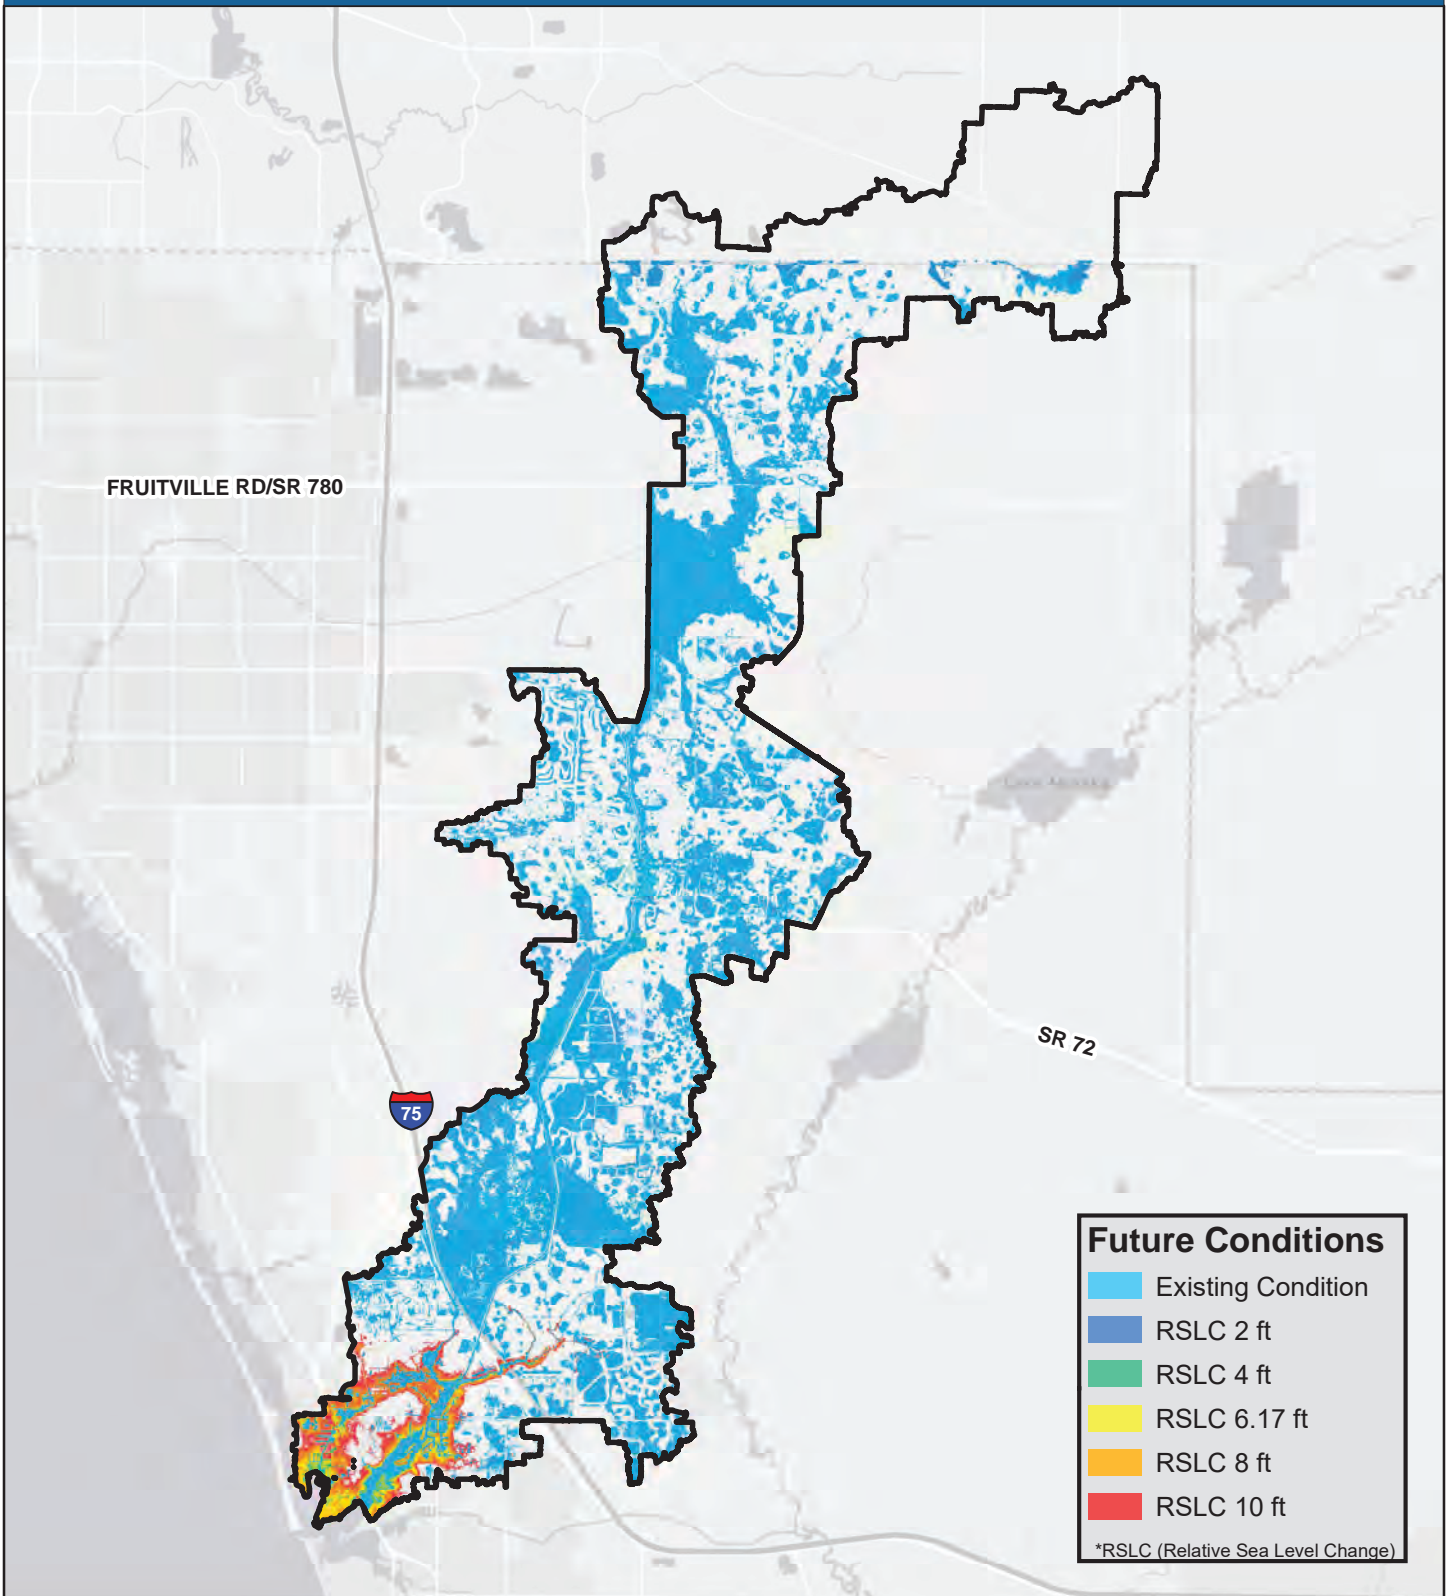 FRUITVILLE RD/SR 780
SR 72
75
Future Conditions
Existing Condition
RSLC 2 ft
RSLC 4 ft
RSLC 6.17 ft
RSLC 8 ft
RSLC 10 ft
*RSLC (Relative Sea Level Change)